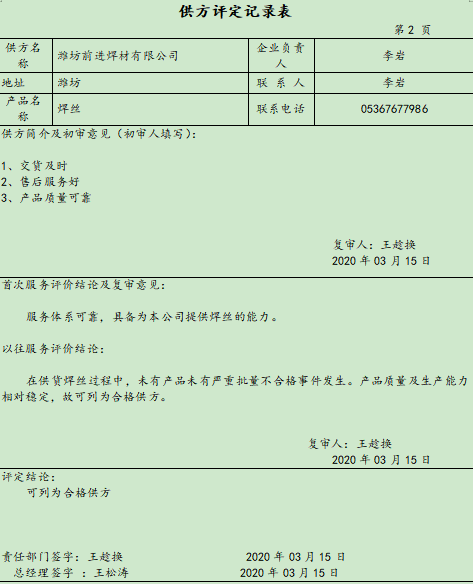 供方评定记录表
第 2 页
供方名称 潍坊前进焊材有限公司 企业负责人 李岩
地址 潍坊 联 系 人 李岩
产品名称 焊丝 联系电话 05367677986
供方简介及初审意见（初审人填写）：
1、交货及时
2、售后服务好
3、产品质量可靠
复审人：王趁换
2020 年 03 月 15 日
首次服务评价结论及复审意见：
服务体系可靠，具备为本公司提供焊丝的能力。
以往服务评价结论：
在供货焊丝过程中，未有产品未有严重批量不合格事件发生。产品质量及生产能力
相对稳定，故可列为合格供方。
复审人：王趁换
2020 年 03 月 15 日
评定结论：
可列为合格供方
责任部门签字：王趁换 2020 年 03 月 15 日
总经理签字 ：王松涛 2020 年 03 月 15 日